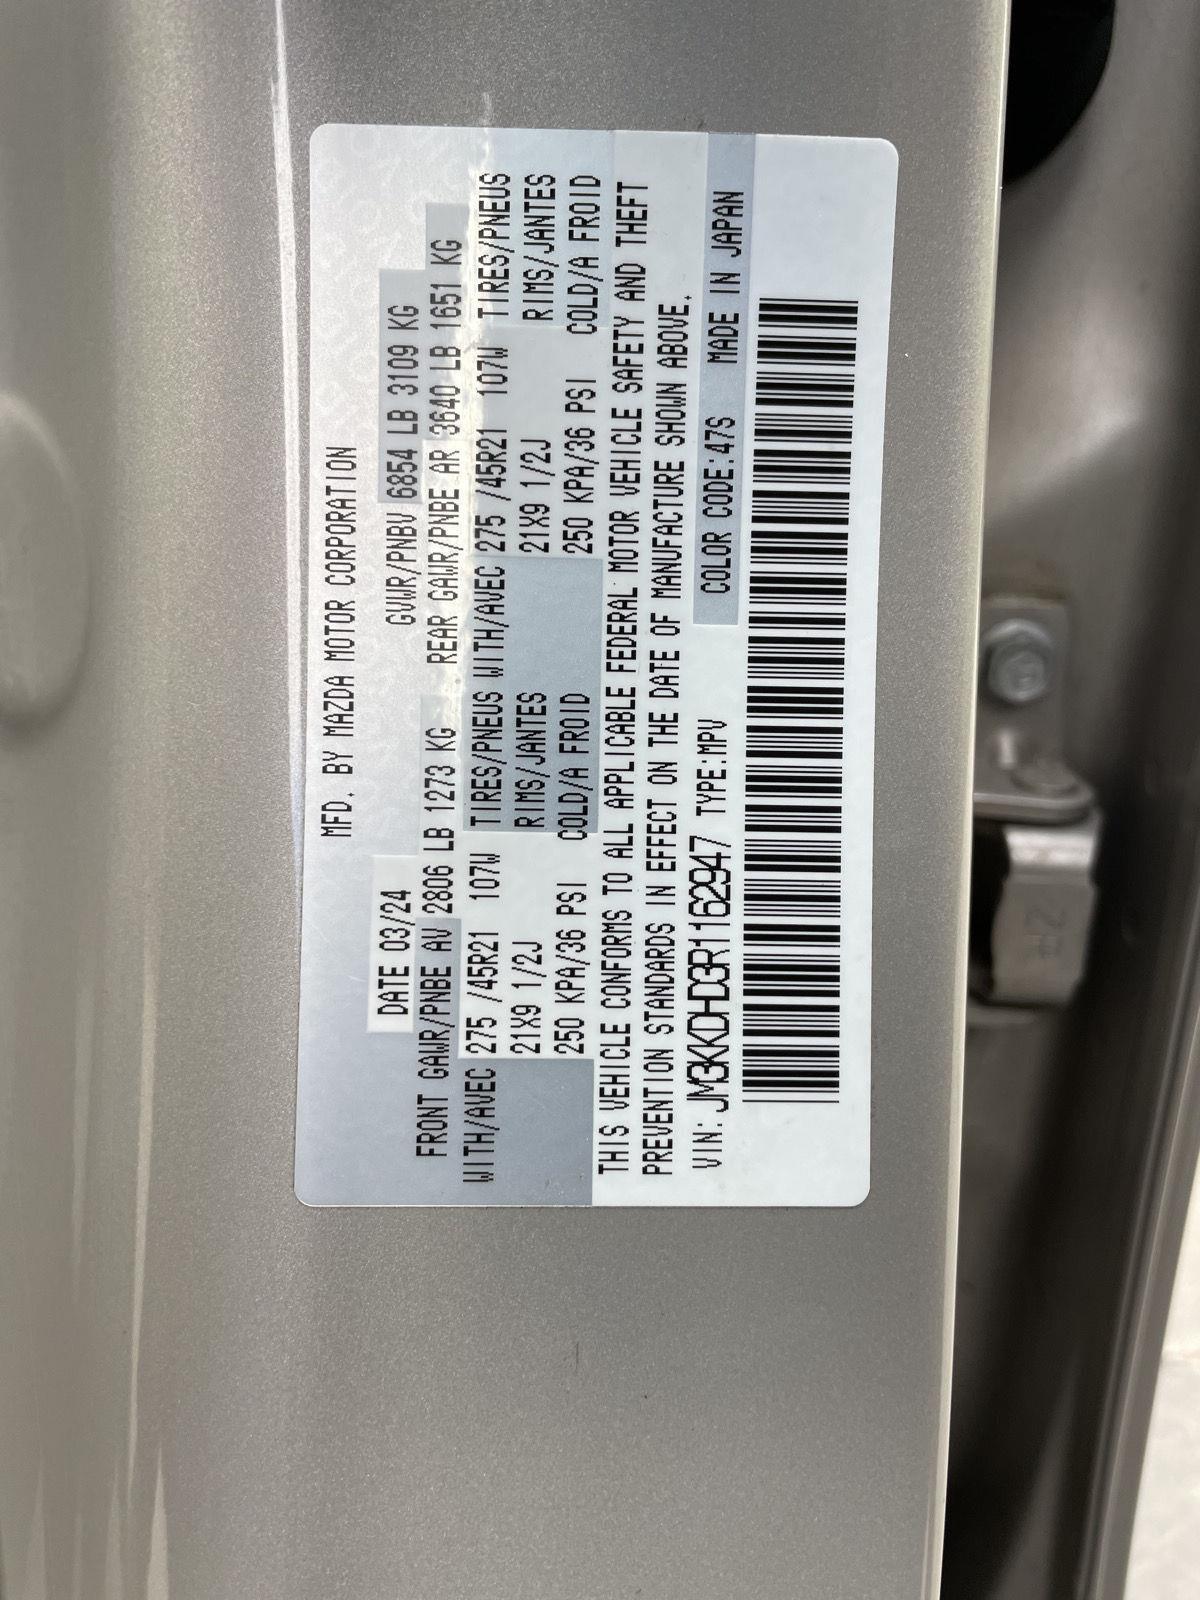 MFD. BY MAZDA MOTOR CORPORATION
DATE 03/24 GVWR/PNBV 6854 LB 3109 KG
FRONT GAWR/PNBE AV 2806 LB 1273 KG REAR GAWR/PNBE AR 3640 LB 1651 KG
WITH/AVEC 275 /45R21 107W TIRES/PNEUS WITH/AVEC 275 /45R21 107W TIRES/PNEUS
21X9 1/2J RIMS/JANTES 21X9 1/2J RIMS/JANTES
250 KPA/36 PSI COLD/A FROID 250 KPA/36 PSI COLD/A FROID
THIS VEHICLE CONFORMS TO ALL APPLICABLE FEDERAL MOTOR VEHICLE SAFETY AND THEFT
PREVENTION STANDARDS IN EFFECT ON THE DATE OF MANUFACTURE SHOWN ABOVE.
VIN: JM3KKDHD3R1162947 TYPE:MPV COLOR CODE:47S MADE IN JAPAN